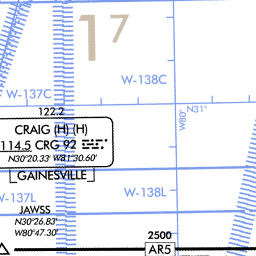 17
W-138C
W-137C
N31°
W80°
122.2
CRAIG (H) (H)
114.5 CRG 92
N30°20.33' W81°30.60'
GAINESVILLE
W-137L
W-138L
JAWSS
N30°26.83'
W80°47.30'
2500
AR5